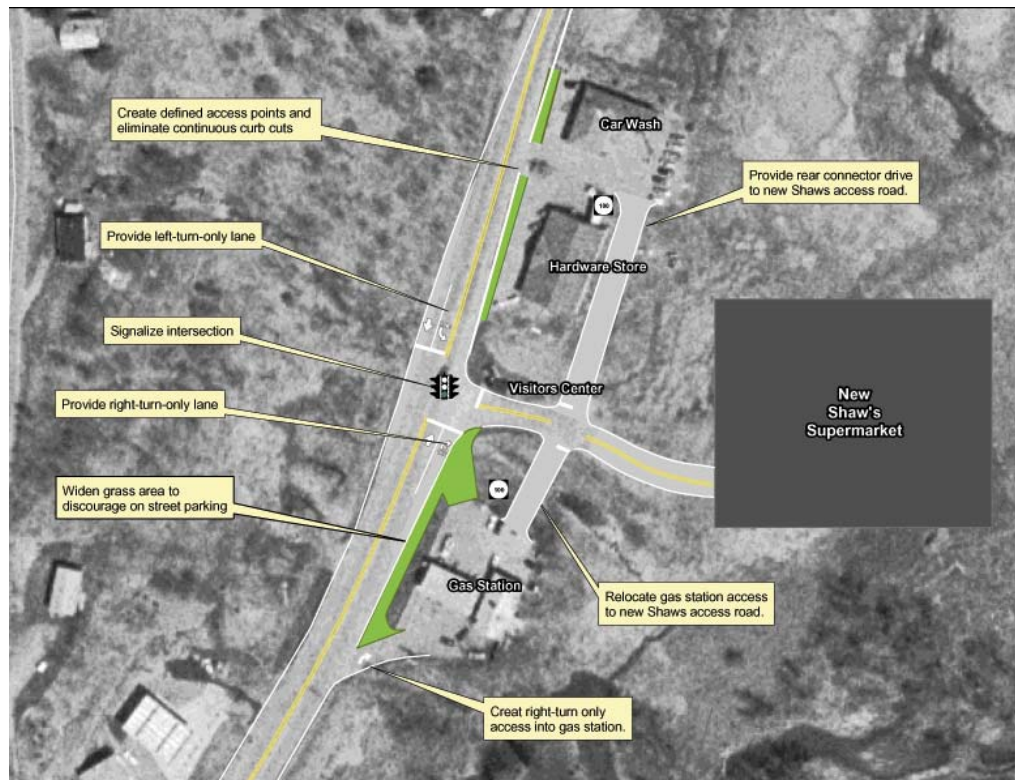 Car Wash
Create defined access points and
eliminate continuous curb cuts
Provide rear connector drive
to new Shaws access road.
100
Provide left-turn-only lane
Hardware Store
Signalize intersection
Visitors Center
New
Shaw's
Supermarket
Provide right-turn-only lane
Widen grass area to
discourage on street parking
100
Gas Station
Relocate gas station access
to new Shaws access road.
Creat right-turn only
access into gas station.